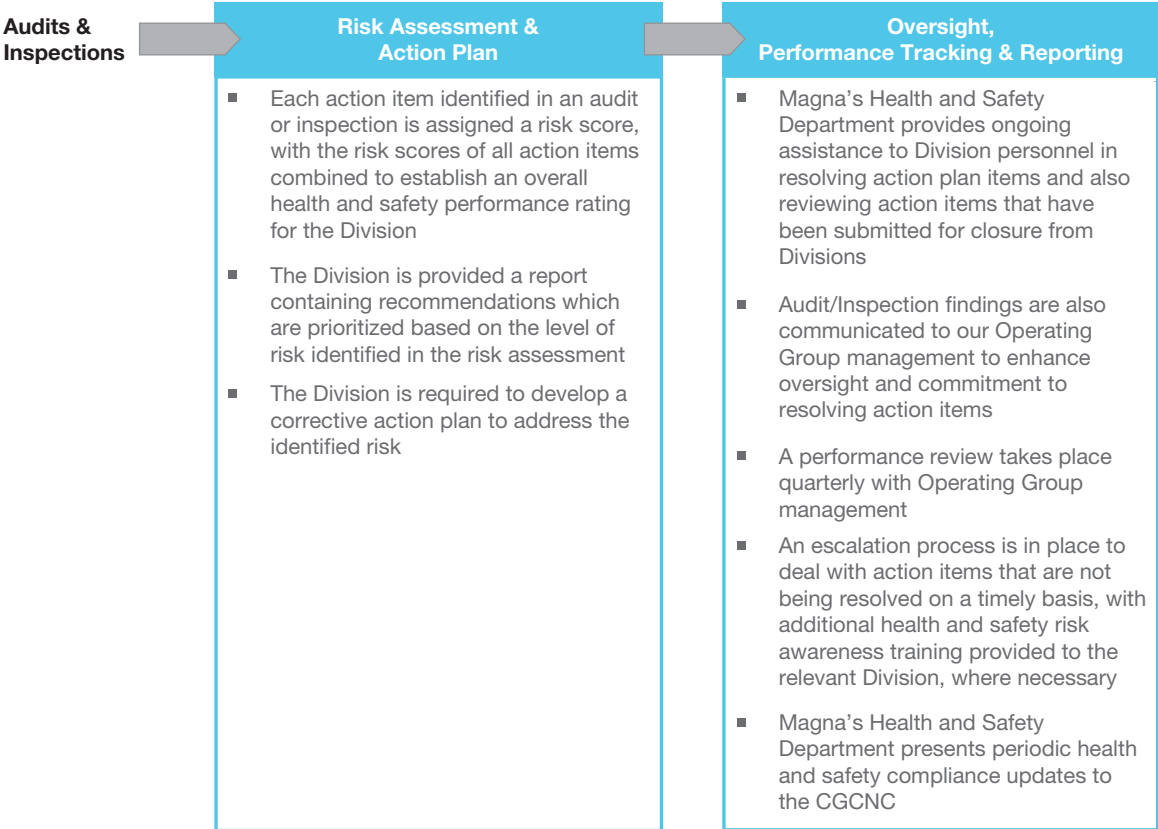 Audits &
Inspections
Risk Assessment &
Action Plan
■ Each action item identified in an audit
or inspection is assigned a risk score,
with the risk scores of all action items
combined to establish an overall
health and safety performance rating
for the Division
■ The Division is provided a report
containing recommendations which
are prioritized based on the level of
risk identified in the risk assessment
■ The Division is required to develop a
corrective action plan to address the
identified risk
Oversight,
Performance Tracking & Reporting
■ Magna’s Health and Safety
Department provides ongoing
assistance to Division personnel in
resolving action plan items and also
reviewing action items that have
been submitted for closure from
Divisions
■ Audit/Inspection findings are also
communicated to our Operating
Group management to enhance
oversight and commitment to
resolving action items
■ A performance review takes place
quarterly with Operating Group
management
■ An escalation process is in place to
deal with action items that are not
being resolved on a timely basis, with
additional health and safety risk
awareness training provided to the
relevant Division, where necessary
■ Magna’s Health and Safety
Department presents periodic health
and safety compliance updates to
the CGCNC